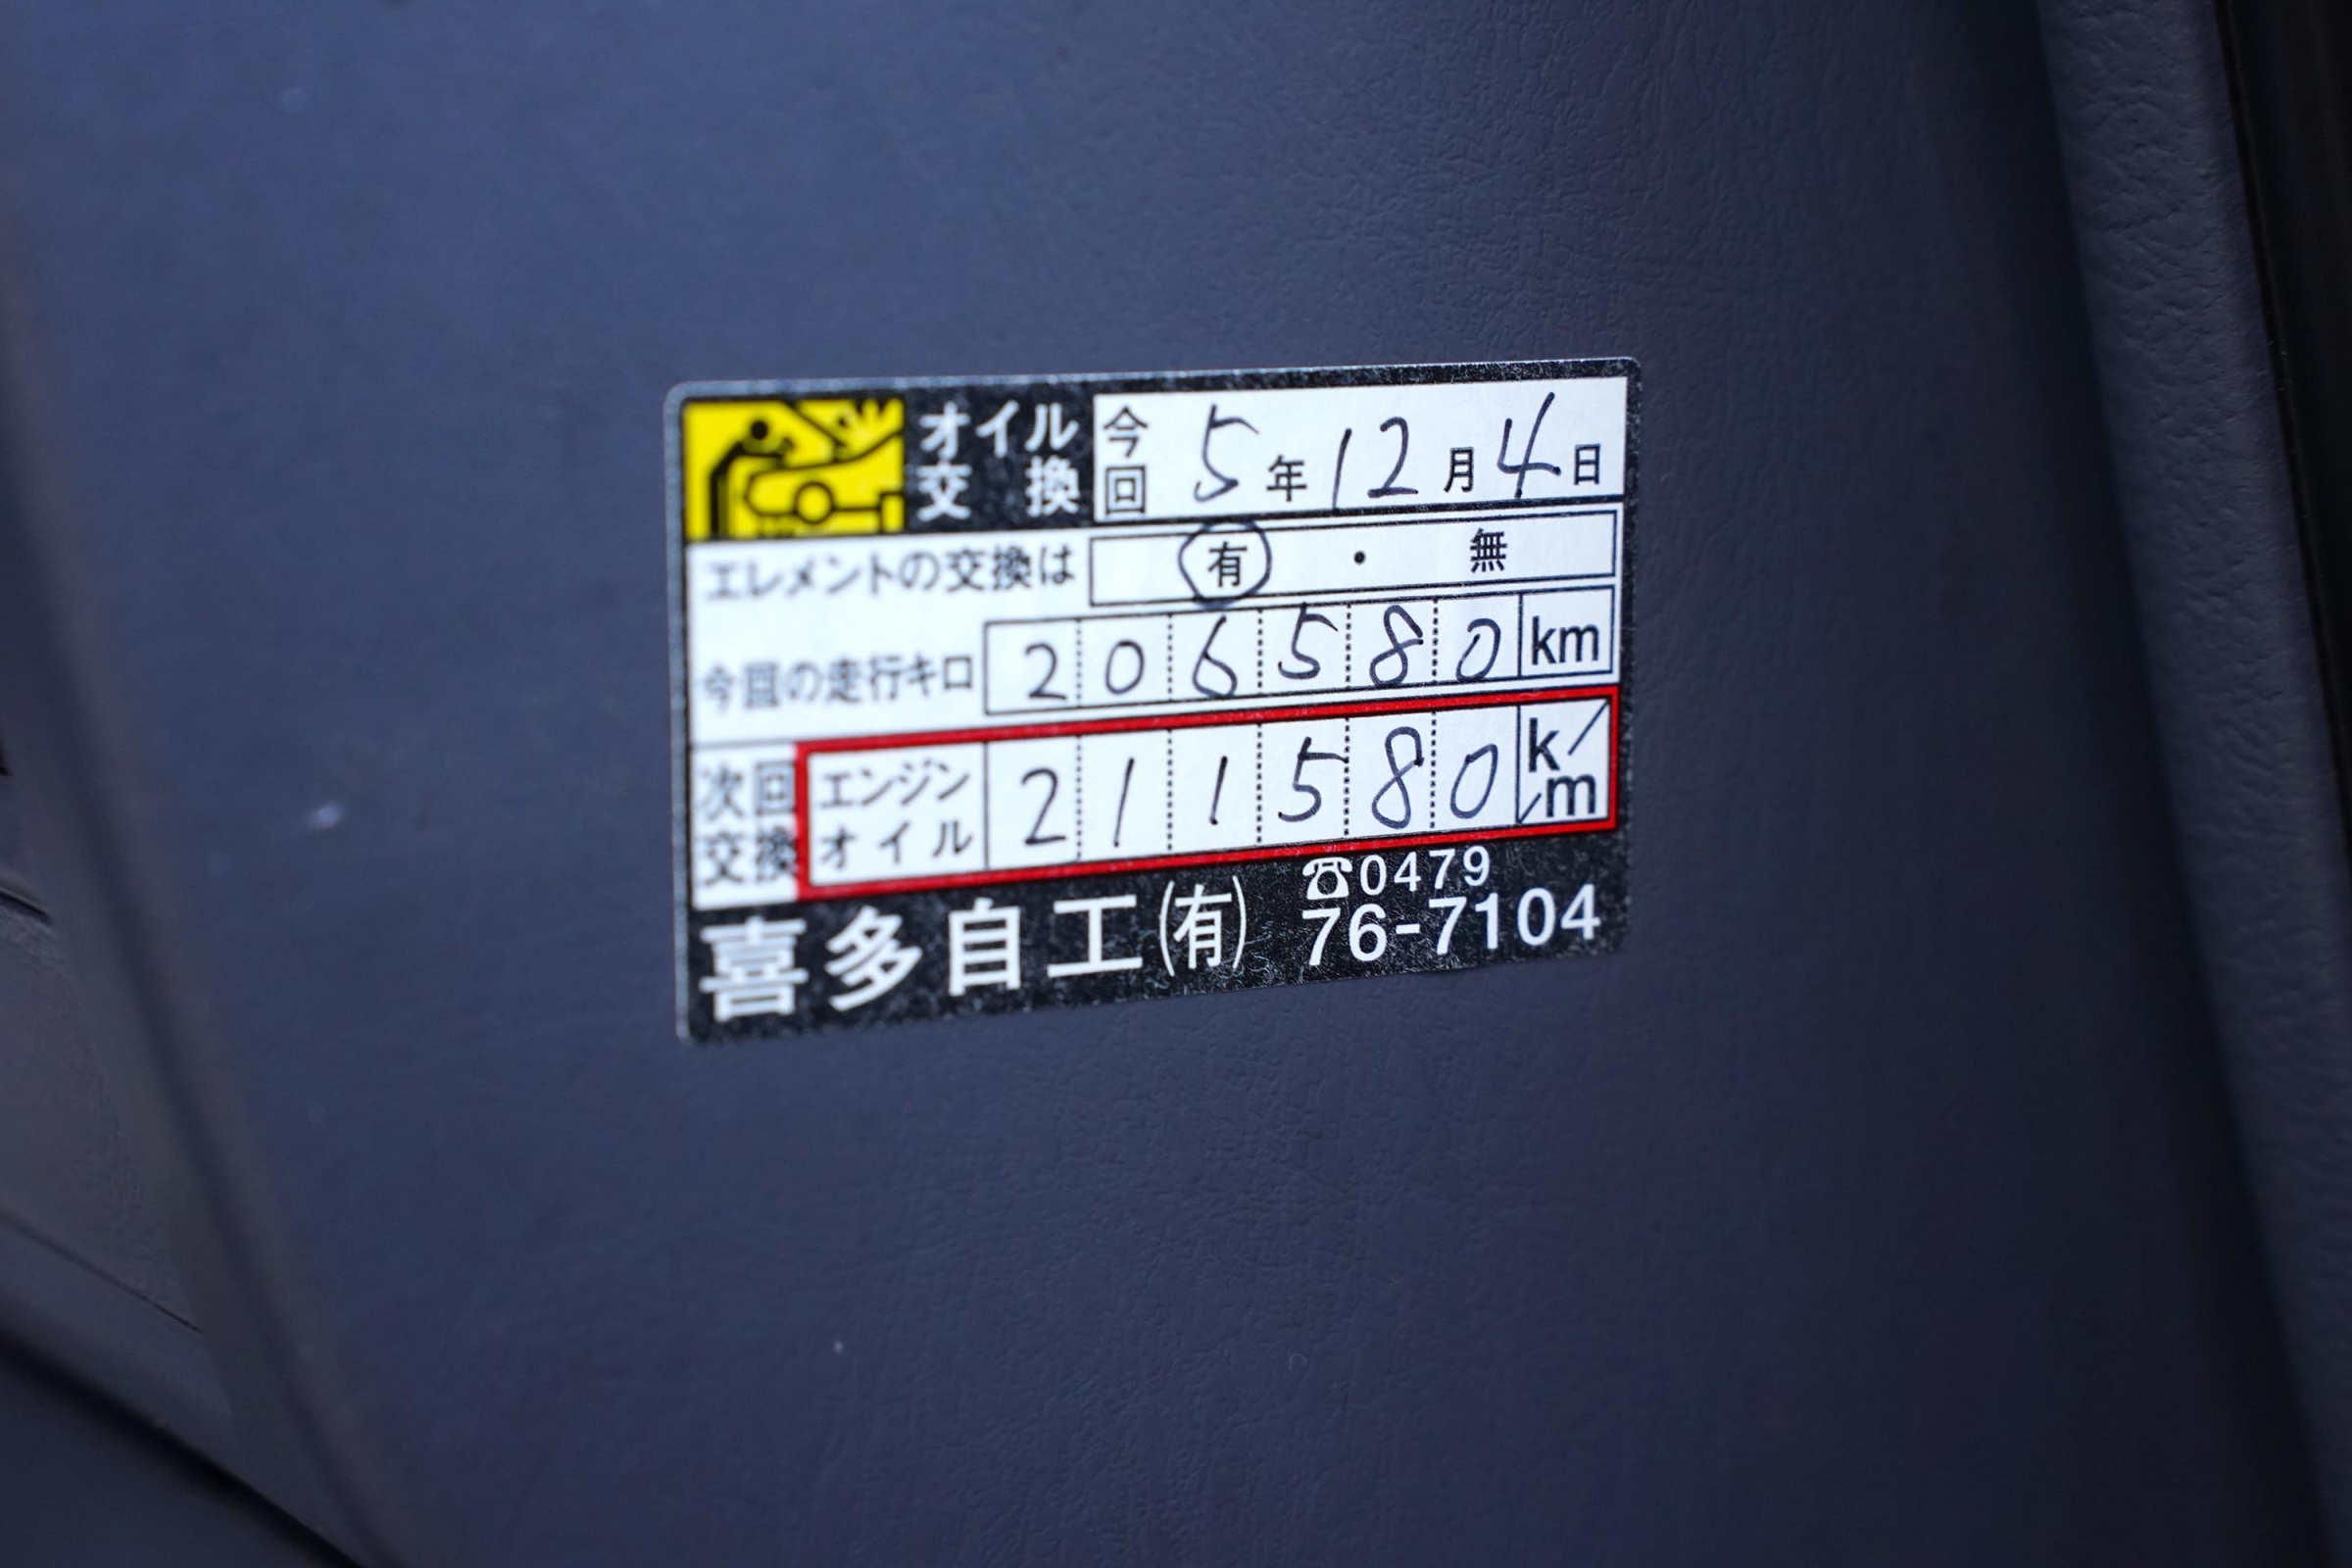 オイル交換 今回 5年12月4日
エレメントの交換は 有・無
今回の走行キロ 206580 km
次回交換 エンジンオイル 211580 k/m
喜多自工(有) ☎0479
76-7104